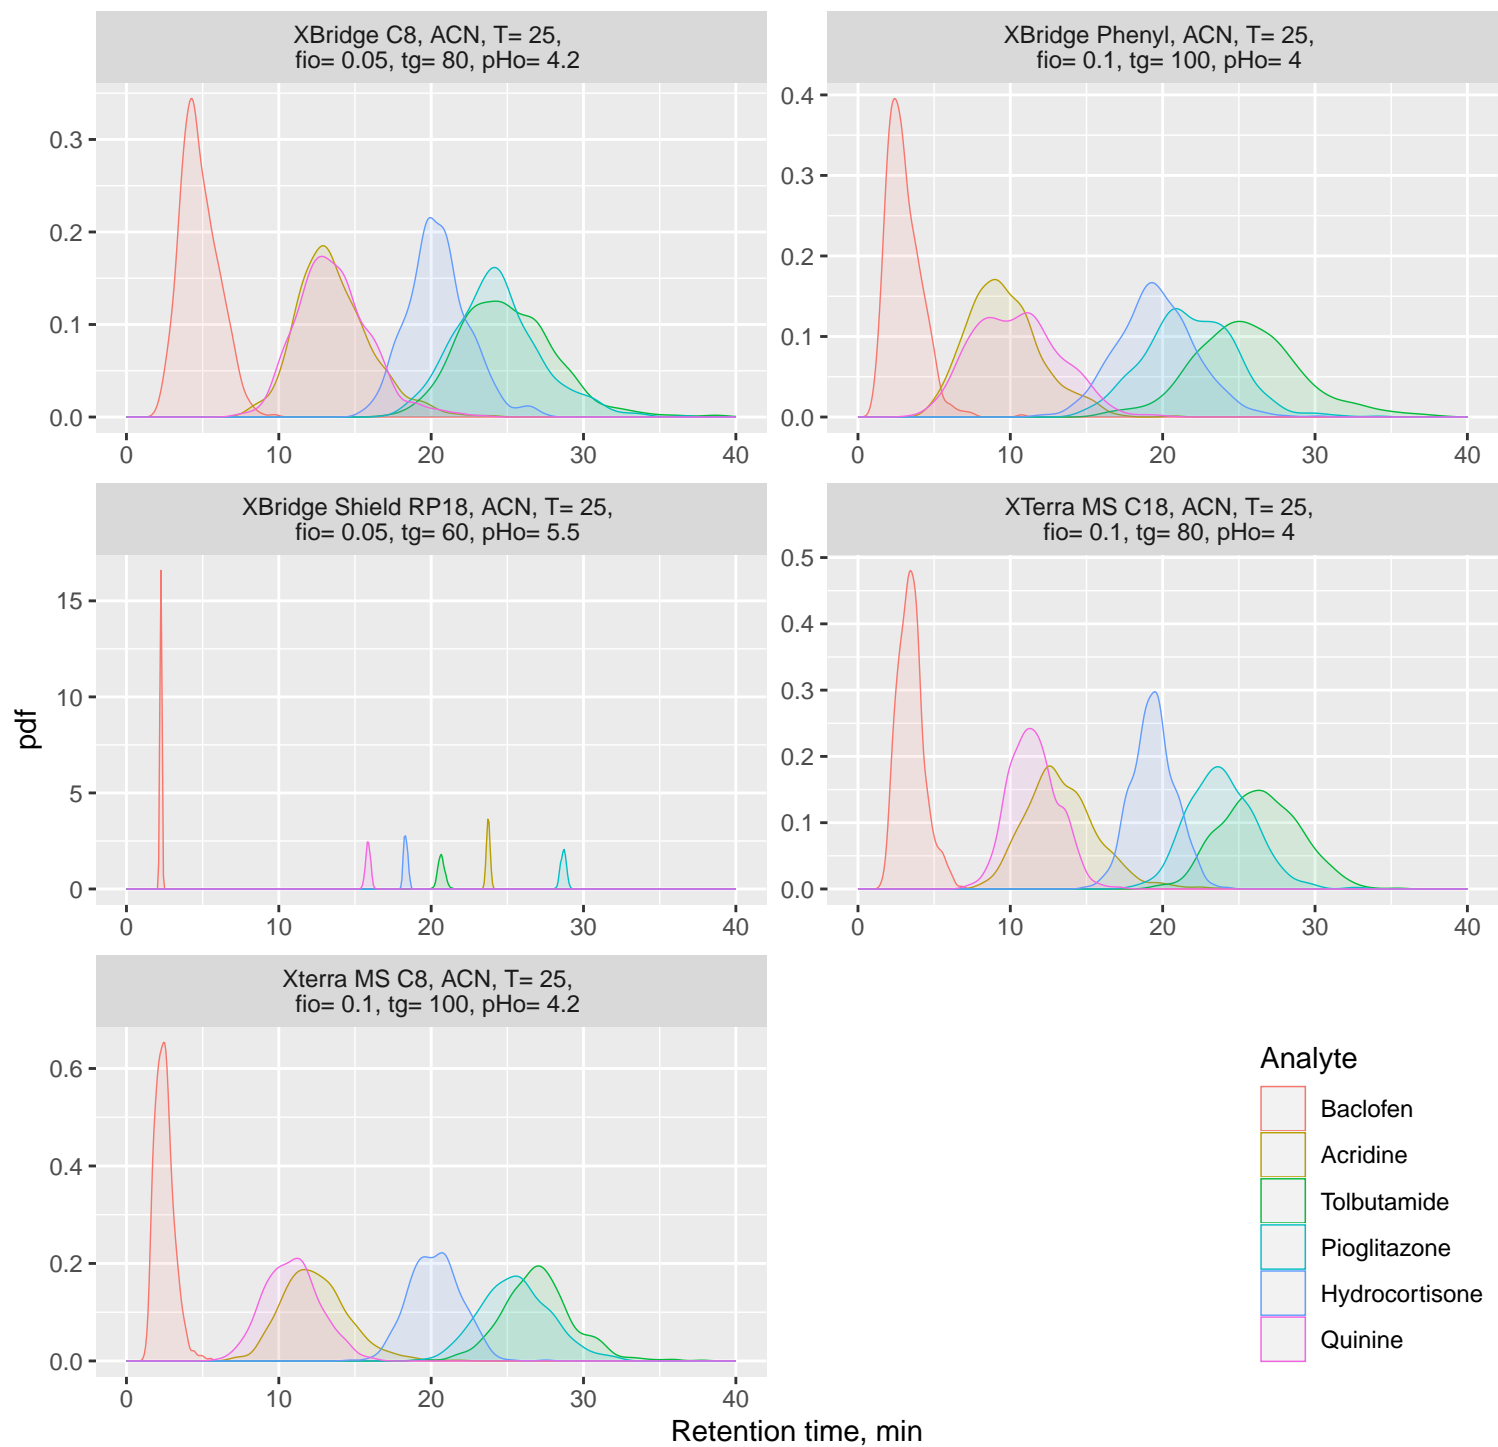 XBridge C8, ACN, T= 25,
fio= 0.05, tg= 80, pHo= 4.2
0.3
0.2
0.1
0.0
0 10 20 30 40
XBridge Phenyl, ACN, T= 25,
fio= 0.1, tg= 100, pHo= 4
0.4
0.3
0.2
0.1
0.0
0 10 20 30 40
XBridge Shield RP18, ACN, T= 25,
fio= 0.05, tg= 60, pHo= 5.5
15
10
5
0
0 10 20 30 40
XTerra MS C18, ACN, T= 25,
fio= 0.1, tg= 80, pHo= 4
0.5
0.4
0.3
0.2
0.1
0.0
0 10 20 30 40
Xterra MS C8, ACN, T= 25,
fio= 0.1, tg= 100, pHo= 4.2
0.6
0.4
0.2
0.0
0 10 20 30 40
pdf
Retention time, min
Analyte
Baclofen
Acridine
Tolbutamide
Pioglitazone
Hydrocortisone
Quinine